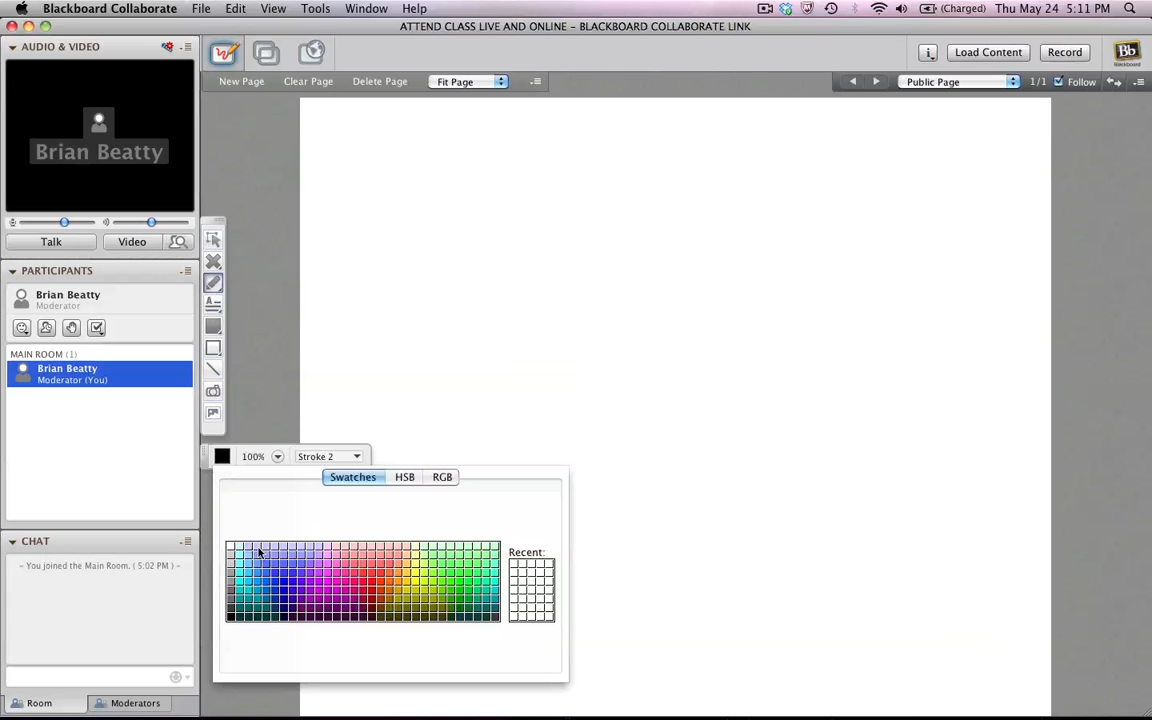 Blackboard Collaborate File Edit View Tools Window Help (Charged) Thu May 24 5:11 PM
ATTEND CLASS LIVE AND ONLINE – BLACKBOARD COLLABORATE LINK
AUDIO & VIDEO
Load Content Record Bb
New Page Clear Page Delete Page Fit Page Public Page 1/1 Follow
Brian Beatty
Talk Video
PARTICIPANTS
Brian Beatty
Moderator
MAIN ROOM (1)
Brian Beatty
Moderator (You)
100% Stroke 2
Swatches HSB RGB
CHAT
Recent:
~ You joined the Main Room. ( 5:02 PM ) ~
Room Moderators